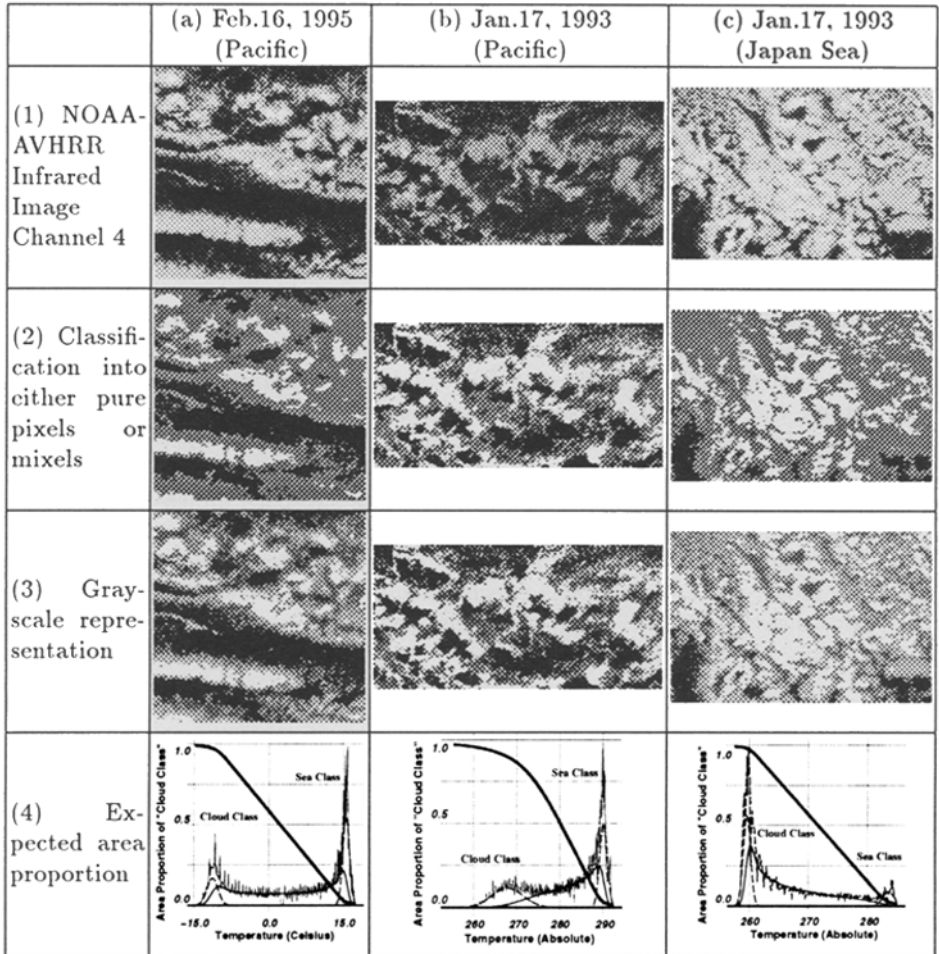 (a) Feb.16, 1995
(Pacific)
(b) Jan.17, 1993
(Pacific)
(c) Jan.17, 1993
(Japan Sea)
(1) NOAA-
AVHRR
Infrared
Image
Channel 4
(2) Classifi-
cation into
either pure
pixels or
mixels
(3) Gray-
scale repre-
sentation
(4) Ex-
pected area
proportion
Area Proportion of "Cloud Class"
1.0
0.5
0.0
Sea Class
Cloud Class
-15.0 0.0 15.0
Temperature (Celsius)
Area Proportion of "Cloud Class"
1.0
0.5
0.0
Sea Class
Cloud Class
260 270 280 290
Temperature (Absolute)
Area Proportion of "Cloud Class"
1.0
0.5
0.0
Cloud Class
Sea Class
260 270 280
Temperature (Absolute)